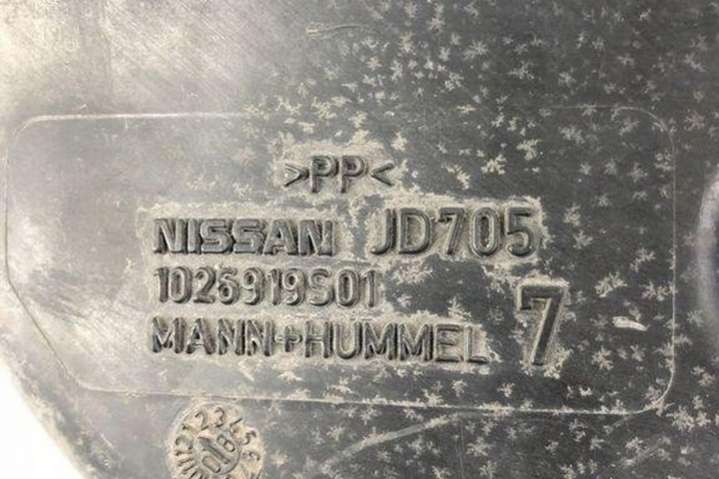 >PP<
NISSAN JD705
1026919S01
MANN+HUMMEL 7